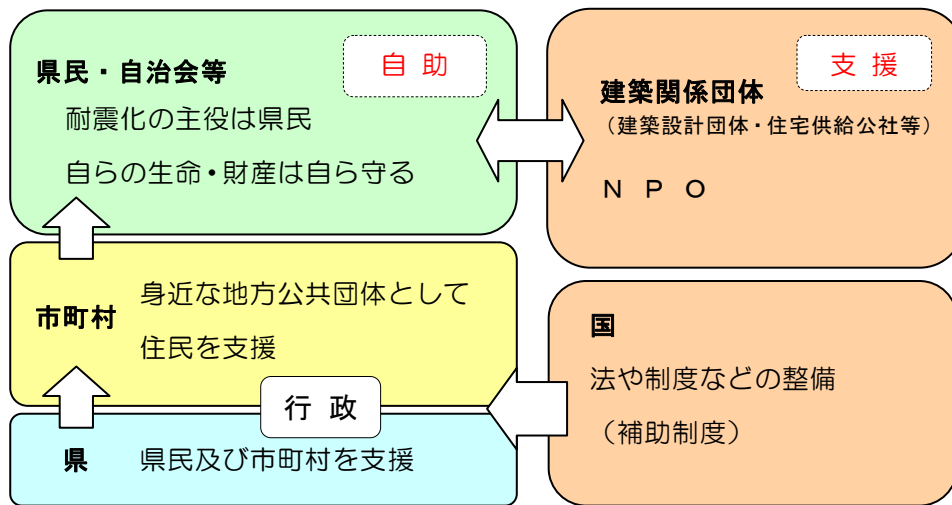 県民・自治会等
自 助
耐震化の主役は県民
自らの生命・財産は自ら守る
建築関係団体
支 援
（建築設計団体・住宅供給公社等）
Ｎ Ｐ Ｏ
市町村
身近な地方公共団体として
住民を支援
行 政
県
県民及び市町村を支援
国
法や制度などの整備
（補助制度）